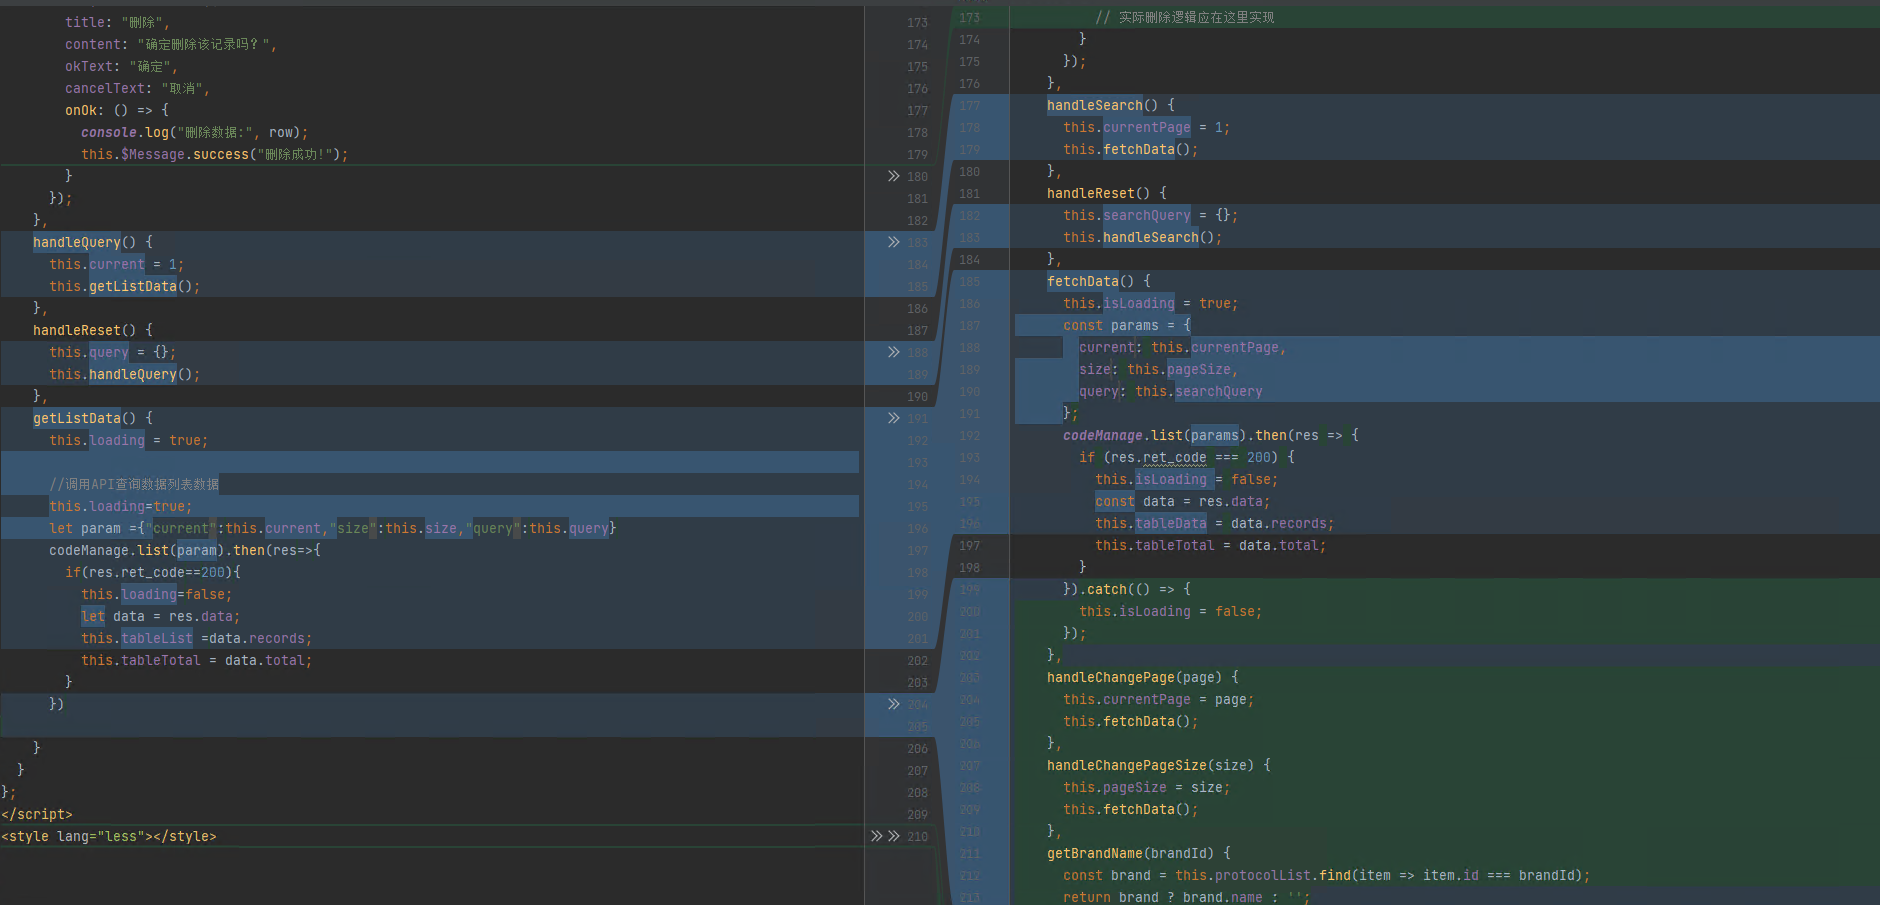 title: "删除",
content: "确定删除该记录吗?",
okText: "确定",
cancelText: "取消",
onOk: () => {
console.log("删除数据:", row);
this.$Message.success("删除成功!");
}
});
},
handleQuery() {
this.current = 1;
this.getListData();
},
handleReset() {
this.query = {};
this.handleQuery();
},
getListData() {
this.loading = true;
//调用API查询数据列表数据
this.loading=true;
let param ={"current":this.current,"size":this.size,"query":this.query}
codeManage.list(param).then(res=>{
if(res.ret_code==200){
this.loading=false;
let data = res.data;
this.tableList =data.records;
this.tableTotal = data.total;
}
})
}
}
};
</script>
<style lang="less"></style>
173
174
175
176
177
178
179
180
181
182
183
184
185
186
187
188
189
190
191
192
193
194
195
196
197
198
199
200
201
202
203
204
205
206
207
208
209
210
173 // 实际删除逻辑应在这里实现
174 }
175 });
176 },
177 handleSearch() {
178 this.currentPage = 1;
179 this.fetchData();
180 },
181 handleReset() {
182 this.searchQuery = {};
183 this.handleSearch();
184 },
185 fetchData() {
186 this.isLoading = true;
187 const params = {
188 current: this.currentPage,
189 size: this.pageSize,
190 query: this.searchQuery
191 };
192 codeManage.list(params).then(res => {
193 if (res.ret_code === 200) {
194 this.isLoading = false;
195 const data = res.data;
196 this.tableData = data.records;
197 this.tableTotal = data.total;
198 }
199 }).catch(() => {
200 this.isLoading = false;
201 });
202 },
203 handleChangePage(page) {
204 this.currentPage = page;
205 this.fetchData();
206 },
207 handleChangePageSize(size) {
208 this.pageSize = size;
209 this.fetchData();
210 },
211 getBrandName(brandId) {
212 const brand = this.protocolList.find(item => item.id === brandId);
213 return brand ? brand.name : '';